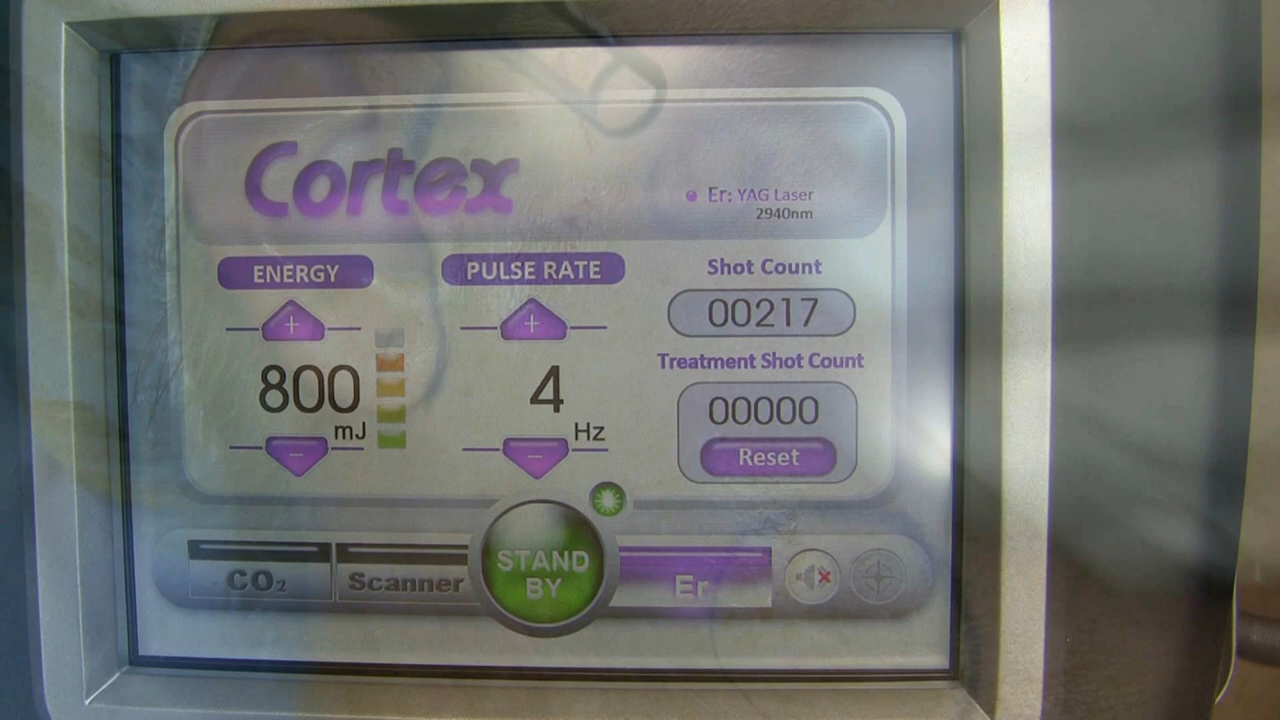 Cortex
Er: YAG Laser
2940nm
ENERGY
PULSE RATE
Shot Count
+
+
00217
Treatment Shot Count
800
mJ
4
Hz
00000
-
-
Reset
CO₂
Scanner
STAND
BY
Er